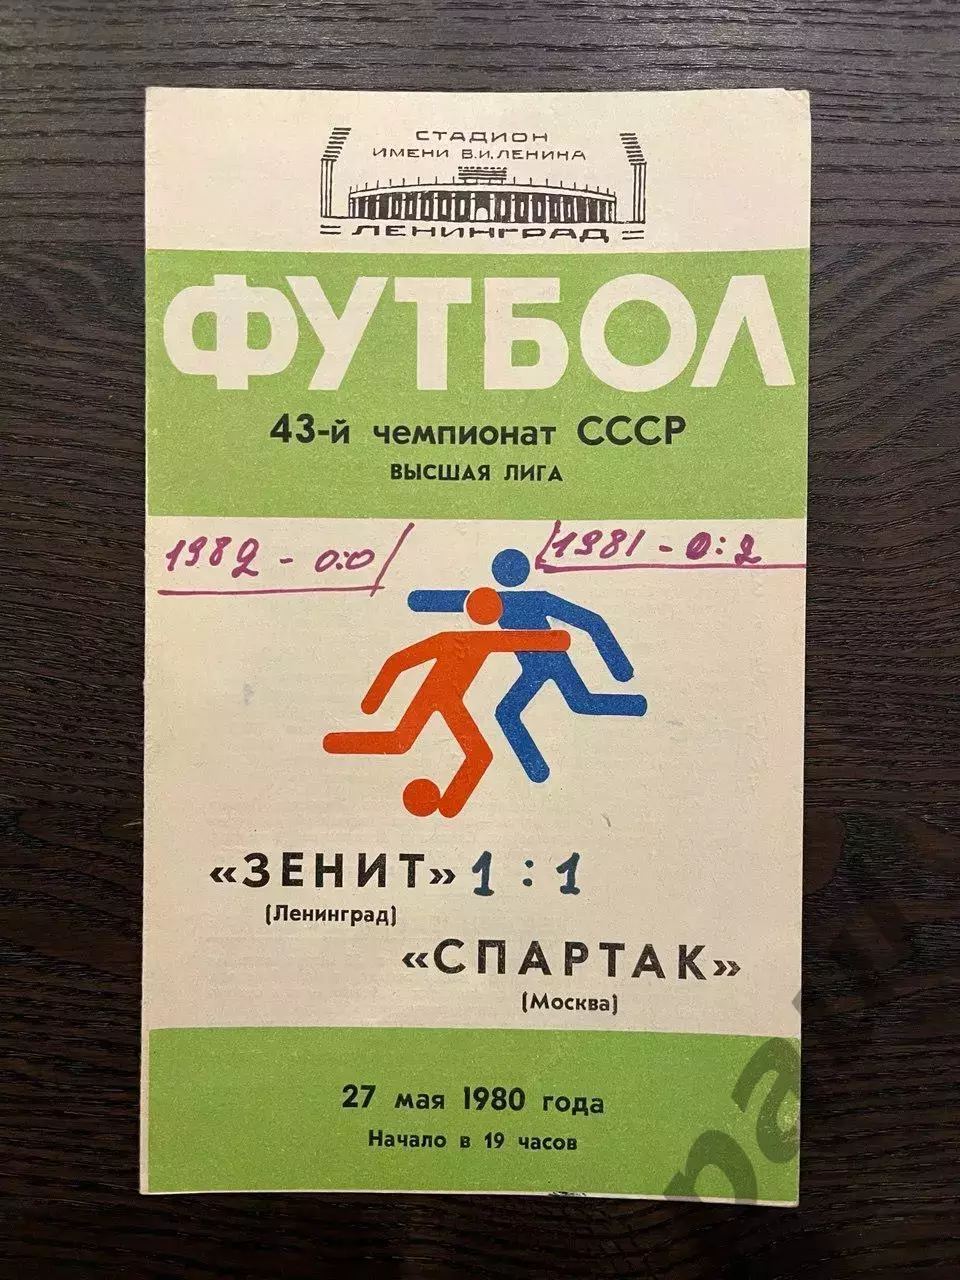 СТАДИОН
ИМЕНИ В.И.ЛЕНИНА
ЛЕНИНГРАД
ФУТБОЛ
43-й чемпионат СССР
ВЫСШАЯ ЛИГА
1982 - 0:0
1981 - 0:2
«ЗЕНИТ» 1 : 1
(Ленинград)
«СПАРТАК»
(Москва)
27 мая 1980 года
Начало в 19 часов